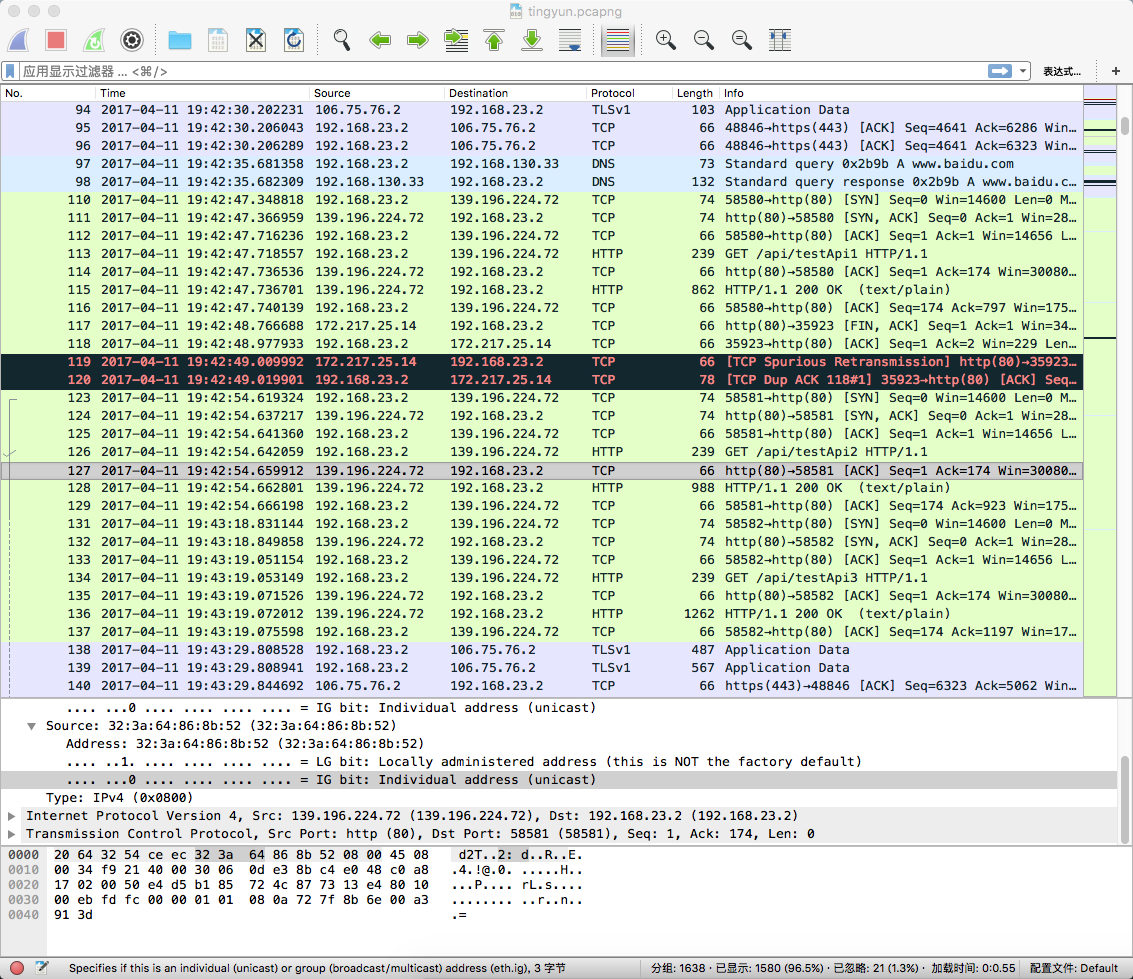 tingyun.pcapng
应用显示过滤器 … <⌘/>
表达式…
+
No. Time Source Destination Protocol Length Info
94 2017-04-11 19:42:30.202231 106.75.76.2 192.168.23.2 TLSv1 103 Application Data
95 2017-04-11 19:42:30.206043 192.168.23.2 106.75.76.2 TCP 66 48846→https(443) [ACK] Seq=4641 Ack=6286 Win…
96 2017-04-11 19:42:30.206289 192.168.23.2 106.75.76.2 TCP 66 48846→https(443) [ACK] Seq=4641 Ack=6323 Win…
97 2017-04-11 19:42:35.681358 192.168.23.2 192.168.130.33 DNS 73 Standard query 0x2b9b A www.baidu.com
98 2017-04-11 19:42:35.682309 192.168.130.33 192.168.23.2 DNS 132 Standard query response 0x2b9b A www.baidu.c…
110 2017-04-11 19:42:47.348818 192.168.23.2 139.196.224.72 TCP 74 58580→http(80) [SYN] Seq=0 Win=14600 Len=0 M…
111 2017-04-11 19:42:47.366959 139.196.224.72 192.168.23.2 TCP 74 http(80)→58580 [SYN, ACK] Seq=0 Ack=1 Win=28…
112 2017-04-11 19:42:47.716236 192.168.23.2 139.196.224.72 TCP 66 58580→http(80) [ACK] Seq=1 Ack=1 Win=14656 L…
113 2017-04-11 19:42:47.718557 192.168.23.2 139.196.224.72 HTTP 239 GET /api/testApi1 HTTP/1.1
114 2017-04-11 19:42:47.736536 139.196.224.72 192.168.23.2 TCP 66 http(80)→58580 [ACK] Seq=1 Ack=174 Win=30080…
115 2017-04-11 19:42:47.736701 139.196.224.72 192.168.23.2 HTTP 862 HTTP/1.1 200 OK (text/plain)
116 2017-04-11 19:42:47.740139 192.168.23.2 139.196.224.72 TCP 66 58580→http(80) [ACK] Seq=174 Ack=797 Win=175…
117 2017-04-11 19:42:48.766688 172.217.25.14 192.168.23.2 TCP 66 http(80)→35923 [FIN, ACK] Seq=1 Ack=1 Win=34…
118 2017-04-11 19:42:48.977933 192.168.23.2 172.217.25.14 TCP 66 35923→http(80) [ACK] Seq=1 Ack=2 Win=229 Len…
119 2017-04-11 19:42:49.009992 172.217.25.14 192.168.23.2 TCP 66 [TCP Spurious Retransmission] http(80)→35923…
120 2017-04-11 19:42:49.019901 192.168.23.2 172.217.25.14 TCP 78 [TCP Dup ACK 118#1] 35923→http(80) [ACK] Seq…
123 2017-04-11 19:42:54.619324 192.168.23.2 139.196.224.72 TCP 74 58581→http(80) [SYN] Seq=0 Win=14600 Len=0 M…
124 2017-04-11 19:42:54.637217 139.196.224.72 192.168.23.2 TCP 74 http(80)→58581 [SYN, ACK] Seq=0 Ack=1 Win=28…
125 2017-04-11 19:42:54.641360 192.168.23.2 139.196.224.72 TCP 66 58581→http(80) [ACK] Seq=1 Ack=1 Win=14656 L…
126 2017-04-11 19:42:54.642059 192.168.23.2 139.196.224.72 HTTP 239 GET /api/testApi2 HTTP/1.1
127 2017-04-11 19:42:54.659912 139.196.224.72 192.168.23.2 TCP 66 http(80)→58581 [ACK] Seq=1 Ack=174 Win=30080…
128 2017-04-11 19:42:54.662801 139.196.224.72 192.168.23.2 HTTP 988 HTTP/1.1 200 OK (text/plain)
129 2017-04-11 19:42:54.666198 192.168.23.2 139.196.224.72 TCP 66 58581→http(80) [ACK] Seq=174 Ack=923 Win=175…
131 2017-04-11 19:43:18.831144 192.168.23.2 139.196.224.72 TCP 74 58582→http(80) [SYN] Seq=0 Win=14600 Len=0 M…
132 2017-04-11 19:43:18.849858 139.196.224.72 192.168.23.2 TCP 74 http(80)→58582 [SYN, ACK] Seq=0 Ack=1 Win=28…
133 2017-04-11 19:43:19.051154 192.168.23.2 139.196.224.72 TCP 66 58582→http(80) [ACK] Seq=1 Ack=1 Win=14656 L…
134 2017-04-11 19:43:19.053149 192.168.23.2 139.196.224.72 HTTP 239 GET /api/testApi3 HTTP/1.1
135 2017-04-11 19:43:19.071526 139.196.224.72 192.168.23.2 TCP 66 http(80)→58582 [ACK] Seq=1 Ack=174 Win=30080…
136 2017-04-11 19:43:19.072012 139.196.224.72 192.168.23.2 HTTP 1262 HTTP/1.1 200 OK (text/plain)
137 2017-04-11 19:43:19.075598 192.168.23.2 139.196.224.72 TCP 66 58582→http(80) [ACK] Seq=174 Ack=1197 Win=17…
138 2017-04-11 19:43:29.808528 192.168.23.2 106.75.76.2 TLSv1 487 Application Data
139 2017-04-11 19:43:29.808941 192.168.23.2 106.75.76.2 TLSv1 567 Application Data
140 2017-04-11 19:43:29.844692 106.75.76.2 192.168.23.2 TCP 66 https(443)→48846 [ACK] Seq=6323 Ack=5062 Win…
.... ...0 .... .... .... .... = IG bit: Individual address (unicast)
Source: 32:3a:64:86:8b:52 (32:3a:64:86:8b:52)
Address: 32:3a:64:86:8b:52 (32:3a:64:86:8b:52)
.... ..1. .... .... .... .... = LG bit: Locally administered address (this is NOT the factory default)
.... ...0 .... .... .... .... = IG bit: Individual address (unicast)
Type: IPv4 (0x0800)
Internet Protocol Version 4, Src: 139.196.224.72 (139.196.224.72), Dst: 192.168.23.2 (192.168.23.2)
Transmission Control Protocol, Src Port: http (80), Dst Port: 58581 (58581), Seq: 1, Ack: 174, Len: 0
0000 20 64 32 54 ce ec 32 3a 64 86 8b 52 08 00 45 08 d2T..2: d..R..E.
0010 00 34 f9 21 40 00 30 06 0d e3 8b c4 e0 48 c0 a8 .4.!@.0. .....H..
0020 17 02 00 50 e4 d5 b1 85 72 4c 87 73 13 e4 80 10 ...P.... rL.s....
0030 00 eb fd fc 00 00 01 01 08 0a 72 7f 8b 6e 00 a3 ........ ..r..n..
0040 91 3d .=
Specifies if this is an individual (unicast) or group (broadcast/multicast) address (eth.ig), 3 字节
分组: 1638 · 已显示: 1580 (96.5%) · 已忽略: 21 (1.3%) · 加载时间: 0:0.55
配置文件: Default